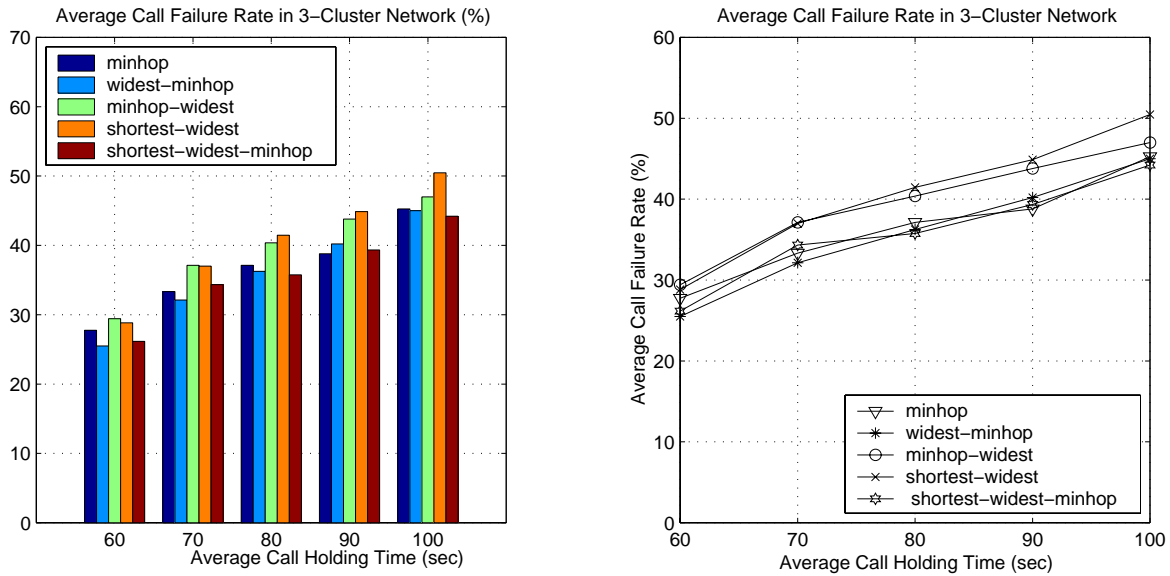 Average Call Failure Rate in 3−Cluster Network (%)
70
60
50
40
30
20
10
0
minhop
widest−minhop
minhop−widest
shortest−widest
shortest−widest−minhop
60 70 80 90 100
Average Call Holding Time (sec)
Average Call Failure Rate in 3−Cluster Network
Average Call Failure Rate (%)
60
50
40
30
20
10
0
minhop
widest−minhop
minhop−widest
shortest−widest
shortest−widest−minhop
60 70 80 90 100
Average Call Holding Time (sec)